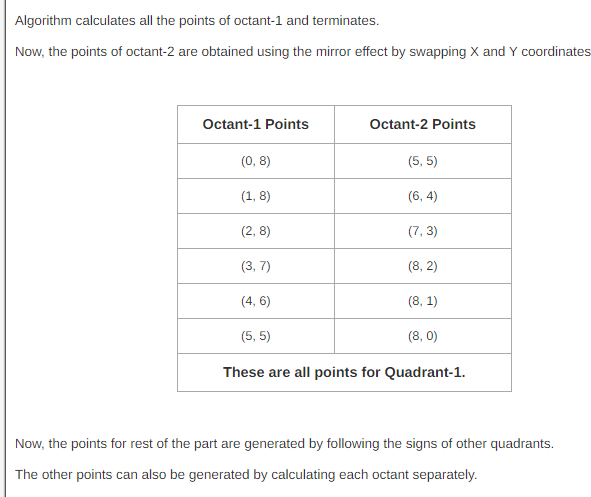 Algorithm calculates all the points of octant-1 and terminates.
Now, the points of octant-2 are obtained using the mirror effect by swapping X and Y coordinates
Octant-1 Points Octant-2 Points
(0, 8) (5, 5)
(1, 8) (6, 4)
(2, 8) (7, 3)
(3, 7) (8, 2)
(4, 6) (8, 1)
(5, 5) (8, 0)
These are all points for Quadrant-1.
Now, the points for rest of the part are generated by following the signs of other quadrants.
The other points can also be generated by calculating each octant separately.